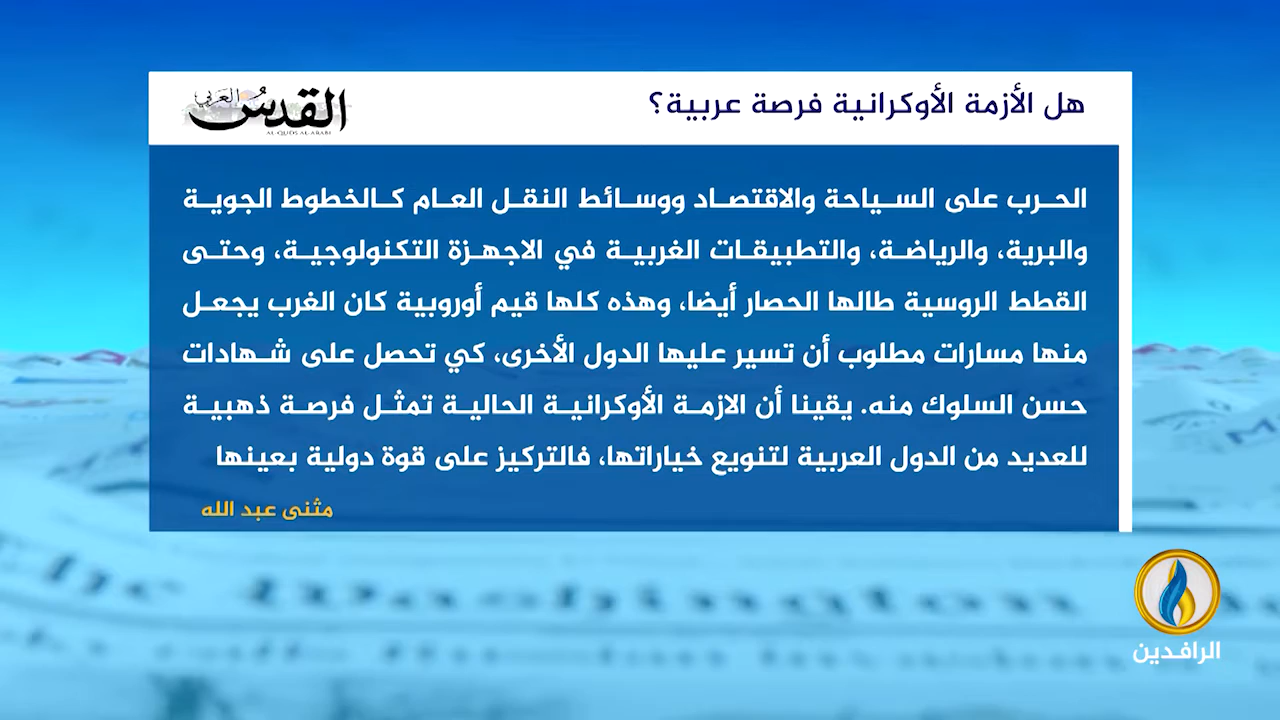 هل الأزمة الأوكرانية فرصة عربية؟
القدس العربي
AL-QUDS AL-ARABI
الحرب على السياحة والاقتصاد ووسائط النقل العام كالخطوط الجوية
والبرية، والرياضة، والتطبيقات الغربية في الاجهزة التكنولوجية، وحتى
القطط الروسية طالها الحصار أيضا، وهذه كلها قيم أوروبية كان الغرب يجعل
منها مسارات مطلوب أن تسير عليها الدول الأخرى، كي تحصل على شهادات
حسن السلوك منه. يقينا أن الازمة الأوكرانية الحالية تمثل فرصة ذهبية
للعديد من الدول العربية لتنويع خياراتها، فالتركيز على قوة دولية بعينها
مثنى عبد الله
الرافدين